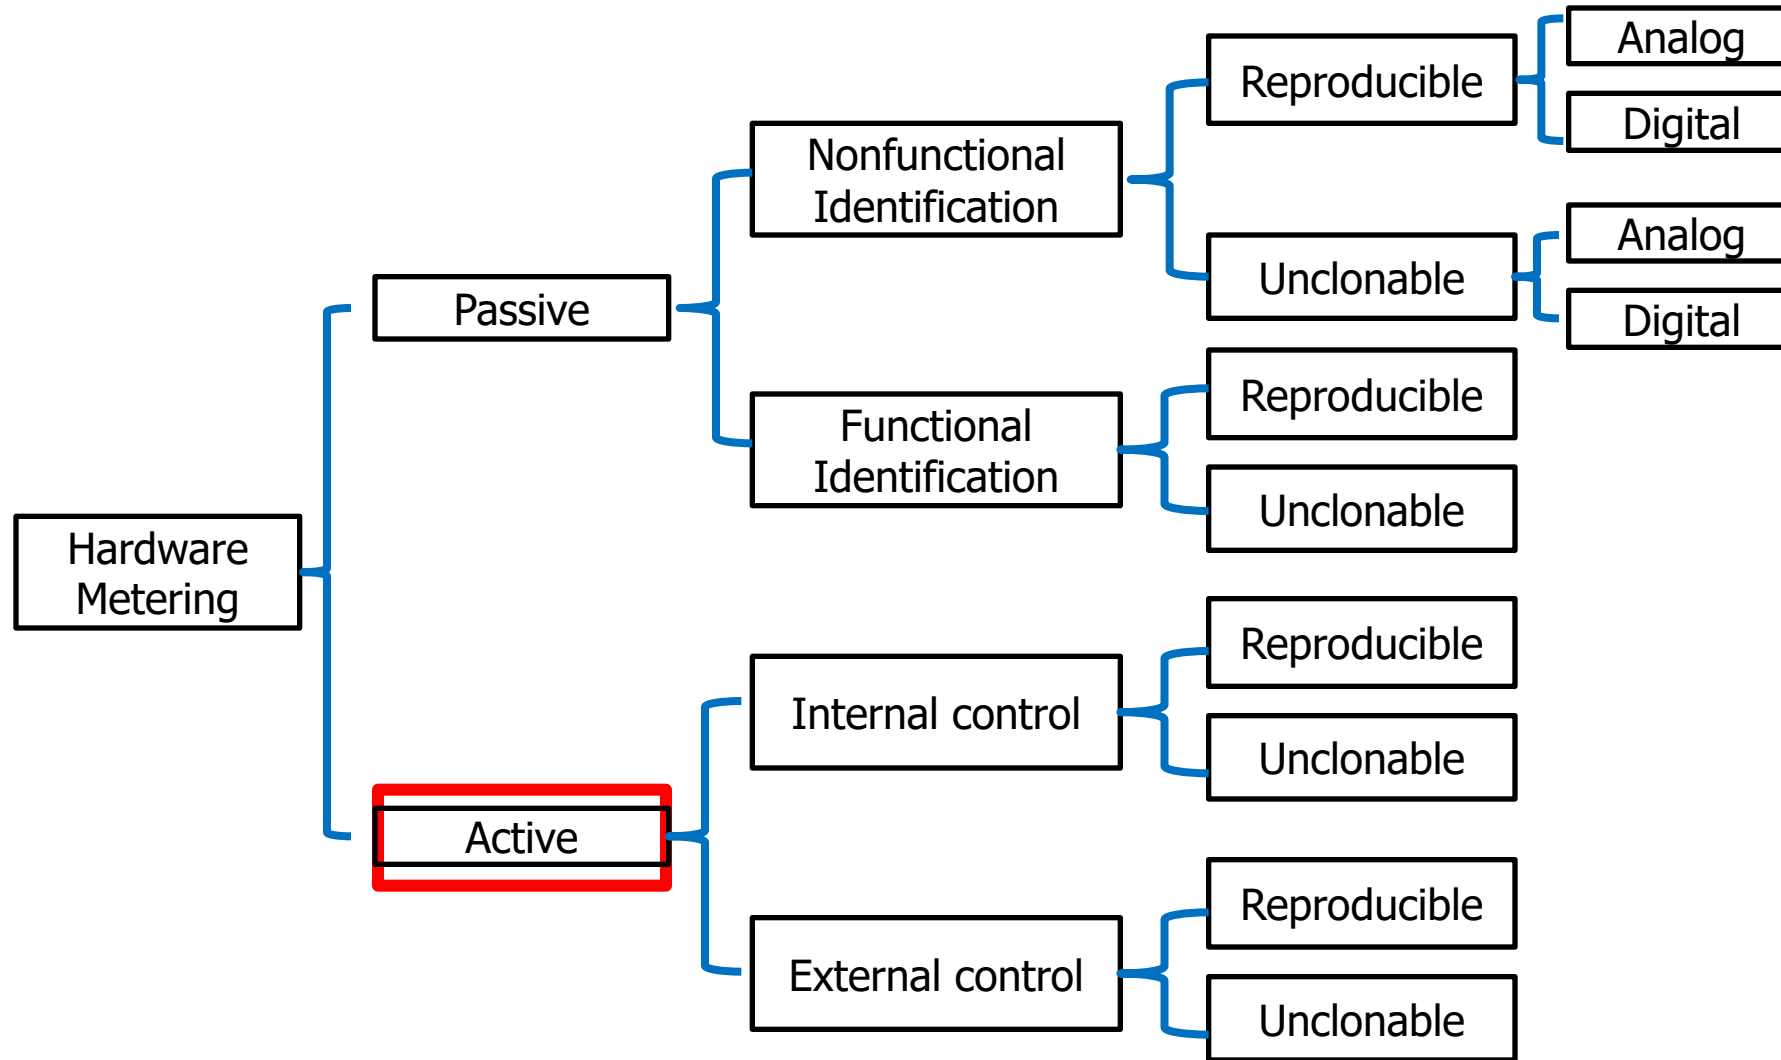 Hardware
Metering
Passive
Nonfunctional
Identification
Reproducible
Analog
Digital
Unclonable
Analog
Digital
Functional
Identification
Reproducible
Unclonable
Active
Internal control
Reproducible
Unclonable
External control
Reproducible
Unclonable